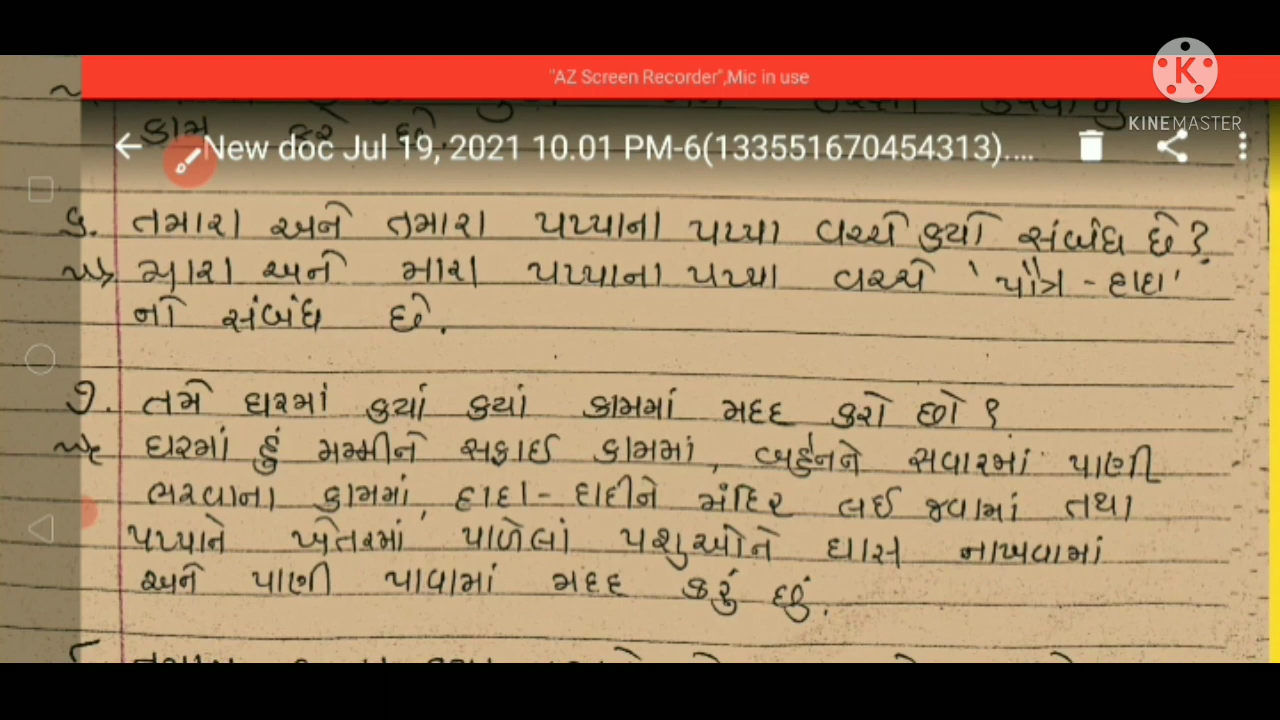 "AZ Screen Recorder",Mic in use
KINEMASTER
કામ કરે છે.
New doc Jul 19, 2021 10.01 PM-6(133551670454313)....
૬. તમારા અને તમારા પપ્પાના પપ્પા વચ્ચે કયો સંબંધ છે?
મારા અને મારા પપ્પાના પપ્પા વચ્ચે 'પૌત્ર - દાદા'
નો સંબંધ છે.
૭. તમે ઘરમાં કયાં કયાં કામમાં મદદ કરો છો?
ઘરમાં હું મમ્મીને સફાઈ કામમાં, બહેનને સવારમાં પાણી
ભરવાના કામમાં, દાદા - દાદીને મંદિર લઈ જવામાં તથા
પપ્પાને ખેતરમાં પાળેલાં પશુઓને ઘાસ નાખવામાં
અને પાણી પાવામાં મદદ કરું છું.